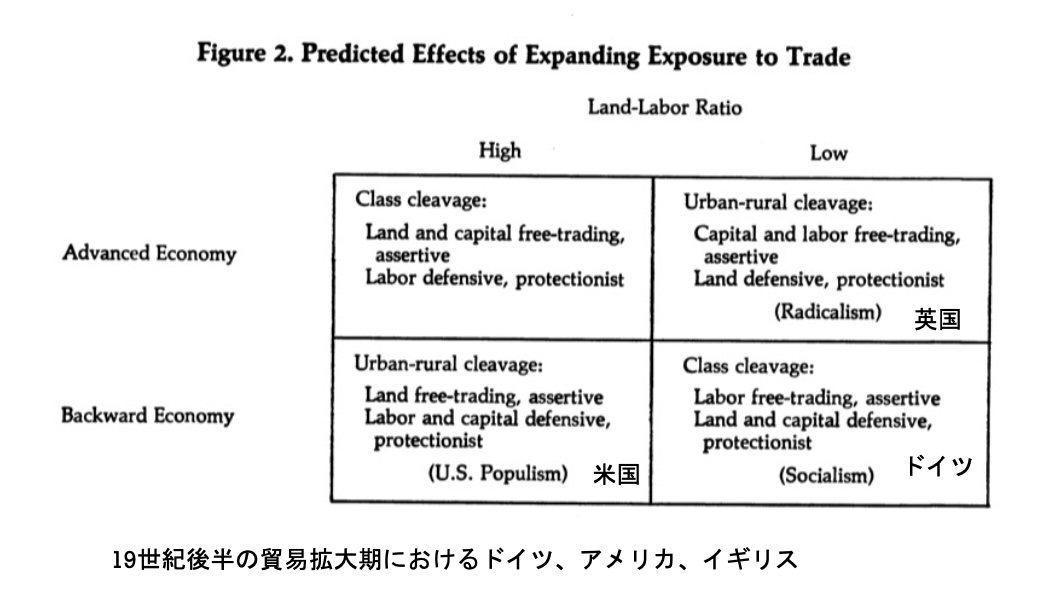 Figure 2. Predicted Effects of Expanding Exposure to Trade
Land-Labor Ratio
High
Low
Advanced Economy
Class cleavage:
Land and capital free-trading,
assertive
Labor defensive, protectionist
Urban-rural cleavage:
Capital and labor free-trading,
assertive
Land defensive, protectionist
(Radicalism)
英国
Backward Economy
Urban-rural cleavage:
Land free-trading, assertive
Labor and capital defensive,
protectionist
(U.S. Populism)
米国
Class cleavage:
Labor free-trading, assertive
Land and capital defensive,
protectionist
(Socialism)
ドイツ
19世紀後半の貿易拡大期におけるドイツ、アメリカ、イギリス